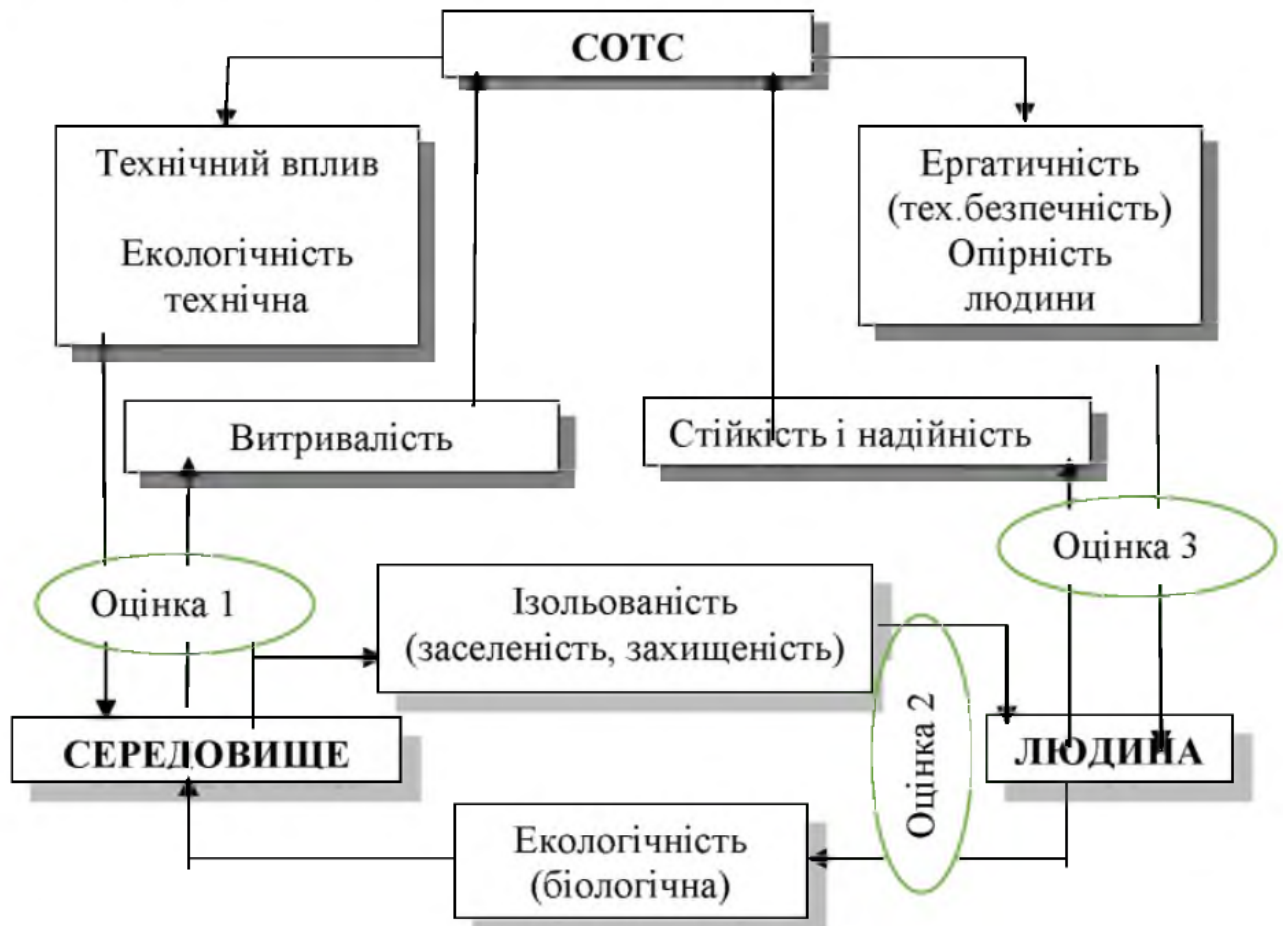 СОТС
Технічний вплив
Екологічність
технічна
Ергатичність
(тех.безпечність)
Опірність
людини
Витривалість
Стійкість і надійність
Оцінка 1
Ізольованість
(заселеність, захищеність)
Оцінка 3
Оцінка 2
СЕРЕДОВИЩЕ
ЛЮДИНА
Екологічність
(біологічна)